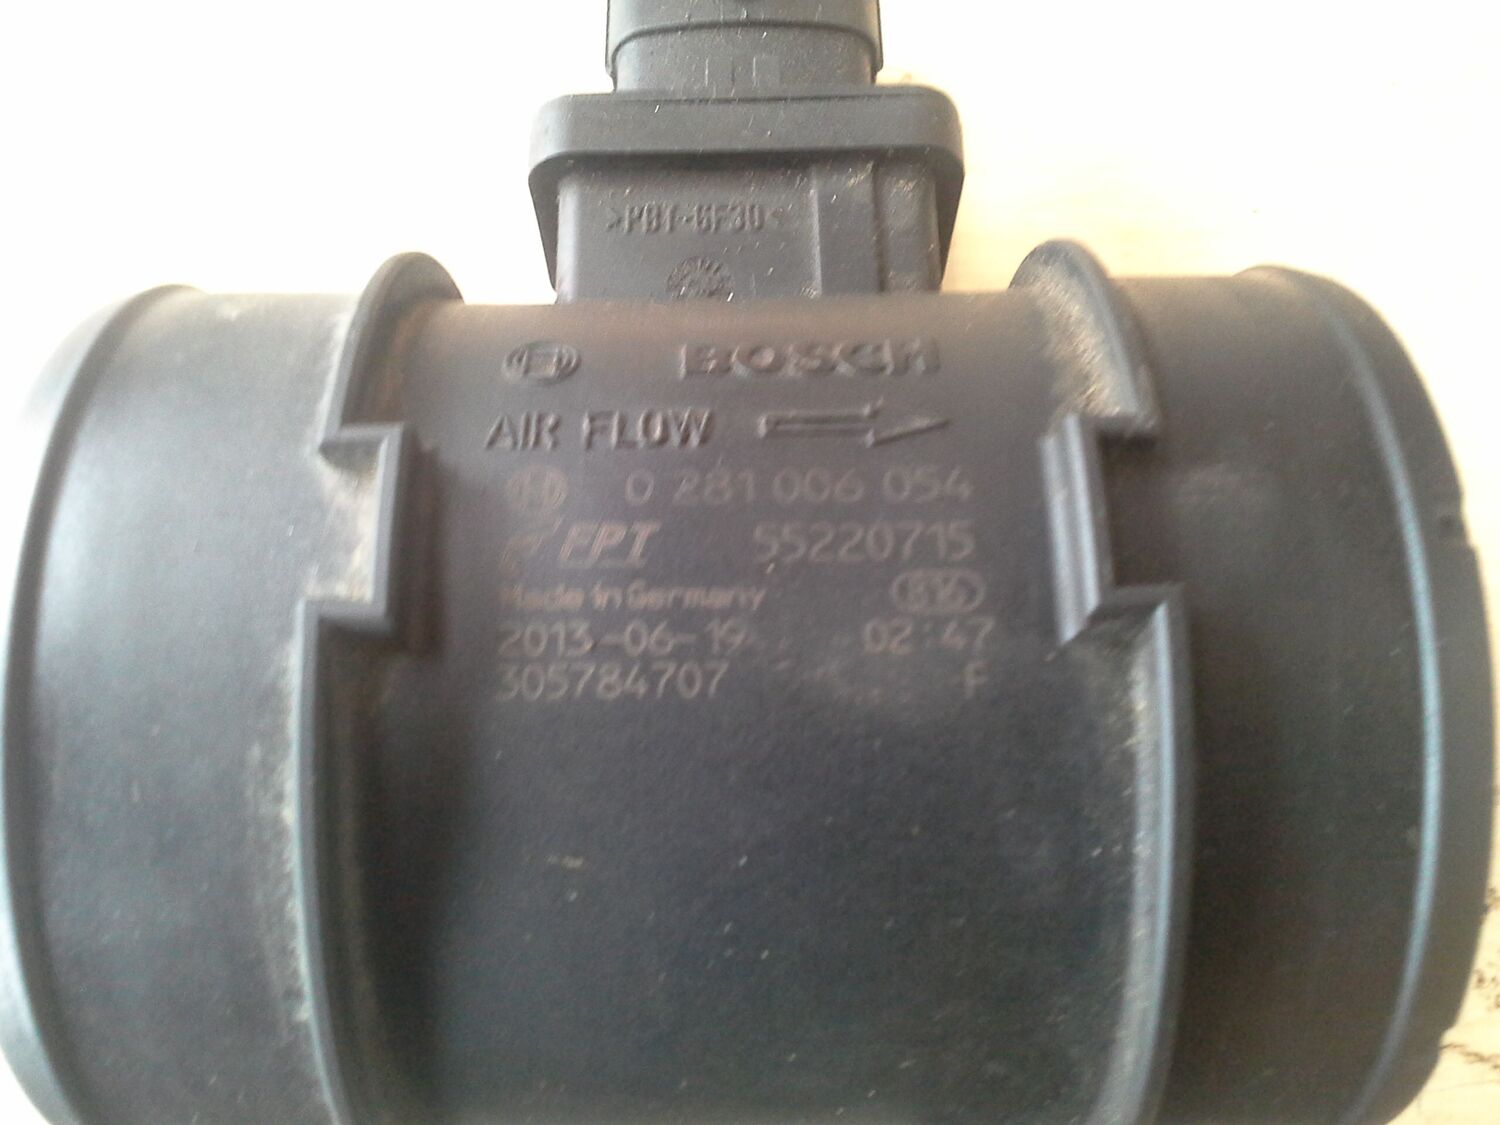 >PBT-GF30<
BOSCH
AIR FLOW
0 281 006 054
FPT 55220715
Made in Germany 816
2013-06-19 02:47
305784707 F